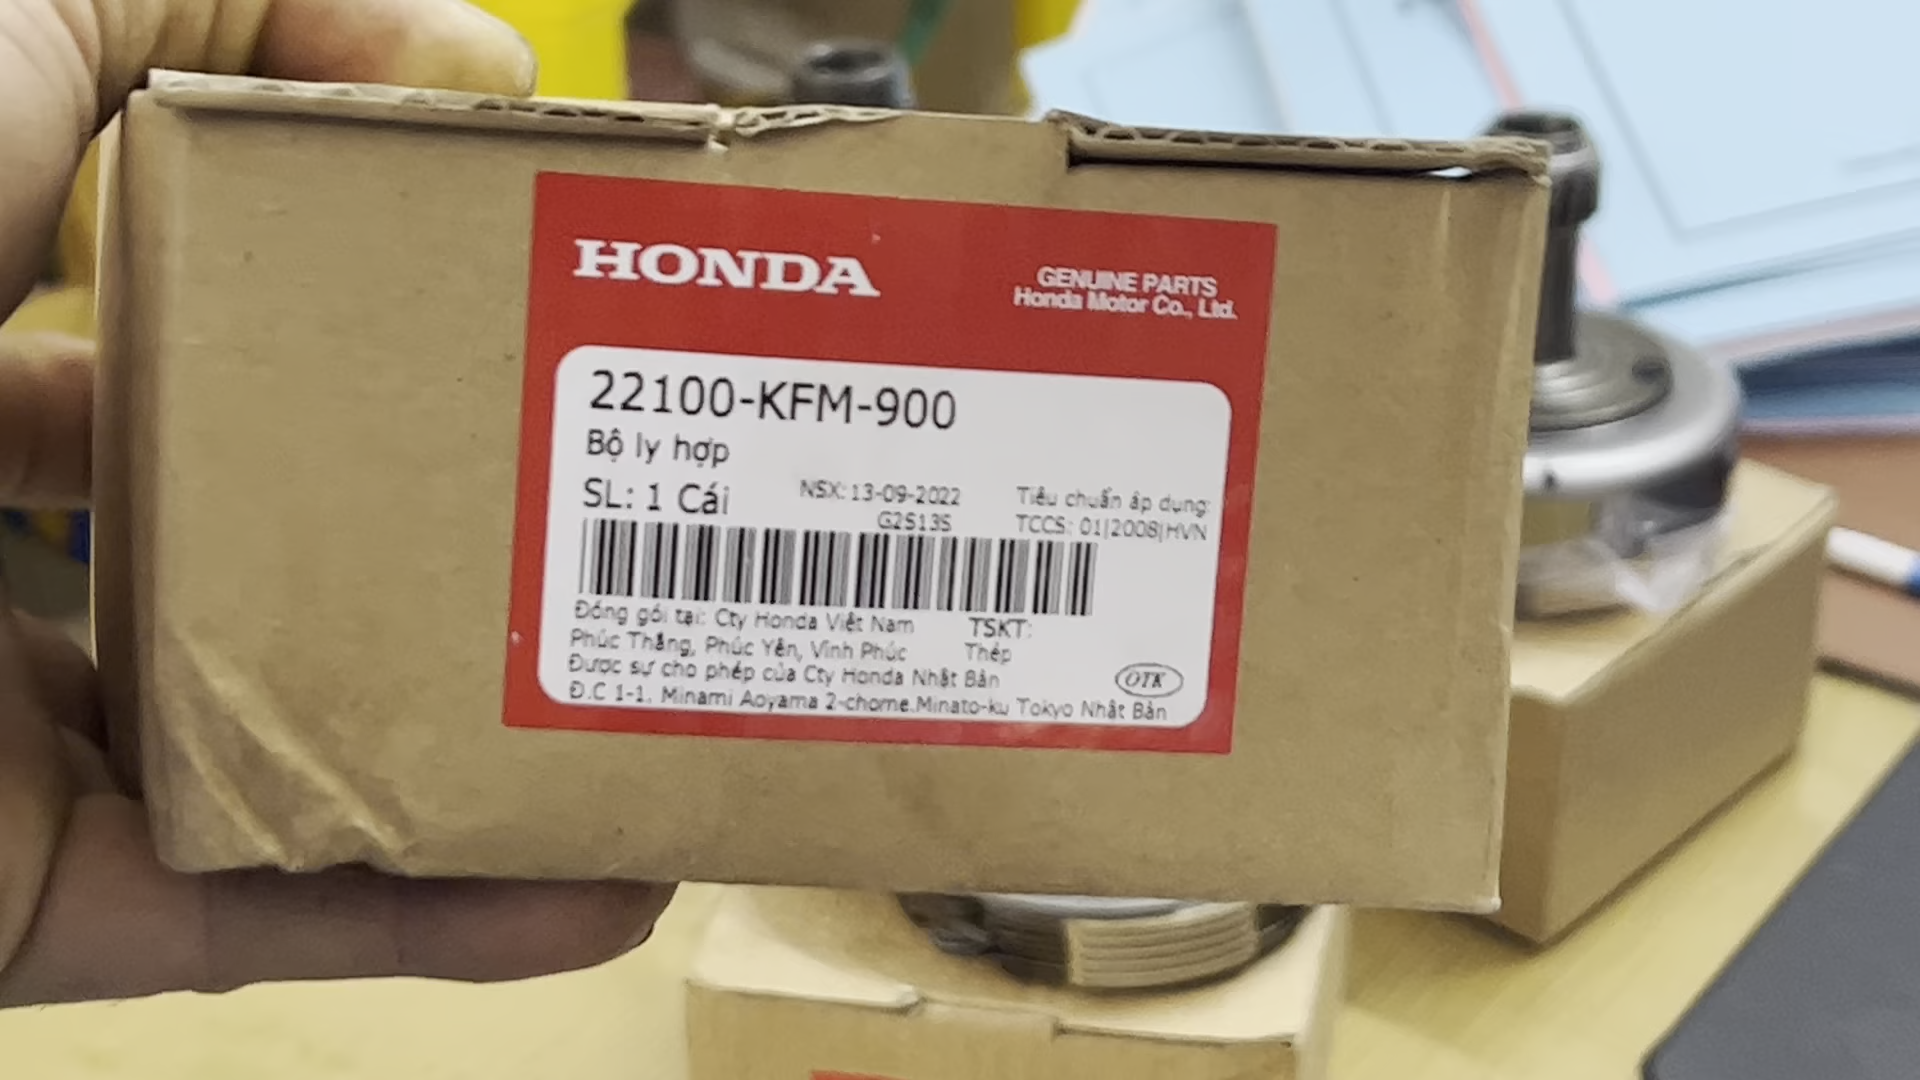 HONDA
GENUINE PARTS
Honda Motor Co., Ltd.
22100-KFM-900
Bộ ly hợp
SL: 1 Cái
NSX: 13-09-2022
G2S13S
Tiêu chuẩn áp dụng:
TCCS: 01|2008|HVN
Đóng gói tại: Cty Honda Việt Nam
Phúc Thắng, Phúc Yên, Vĩnh Phúc
TSKT:
Thép
Được sự cho phép của Cty Honda Nhật Bản
Đ.C 1-1, Minami Aoyama 2-chome,Minato-ku Tokyo Nhật Bản
OTK